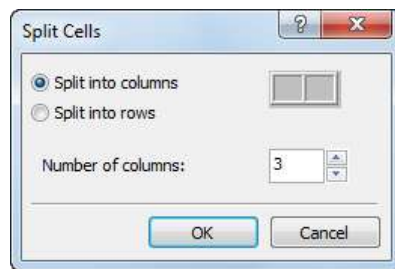 Split Cells
Split into columns
Split into rows
Number of columns:
3
OK
Cancel